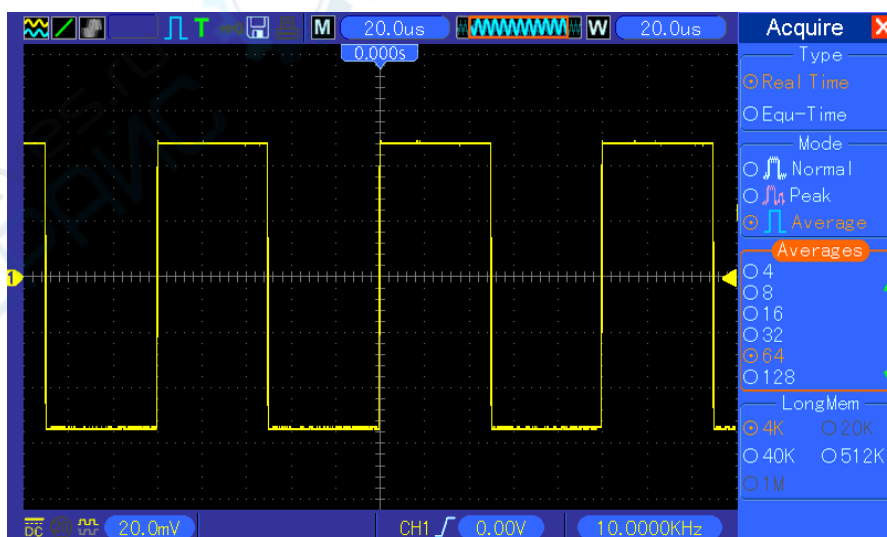 T M 20.0us W 20.0us
0.000s
Acquire X
Type
Real Time
Equ-Time
Mode
Normal
Peak
Average
Averages
4
8
16
32
64
128
LongMem
4K 20K
40K 512K
1M
1
DC 20.0mV CH1 0.00V 10.0000KHz